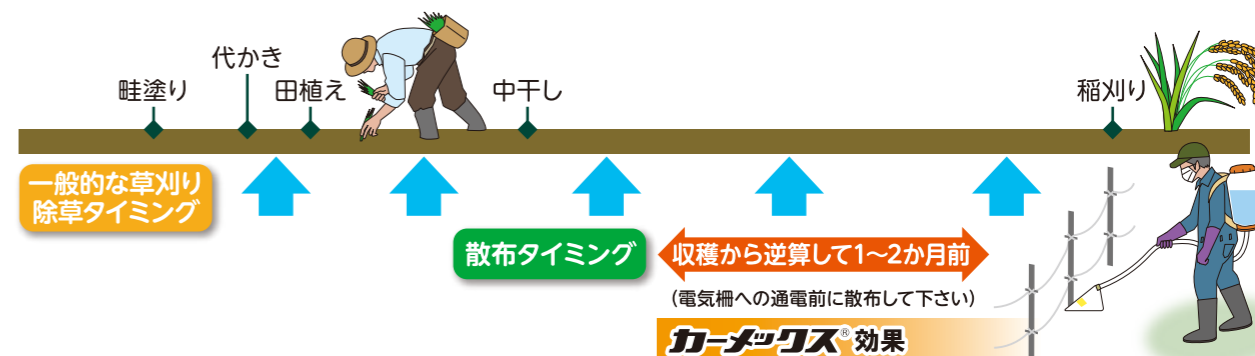 畦塗り
代かき
田植え
中干し
稲刈り
一般的な草刈り
除草タイミング
散布タイミング
収穫から逆算して1~2か月前
(電気柵への通電前に散布して下さい)
カーメックス®効果